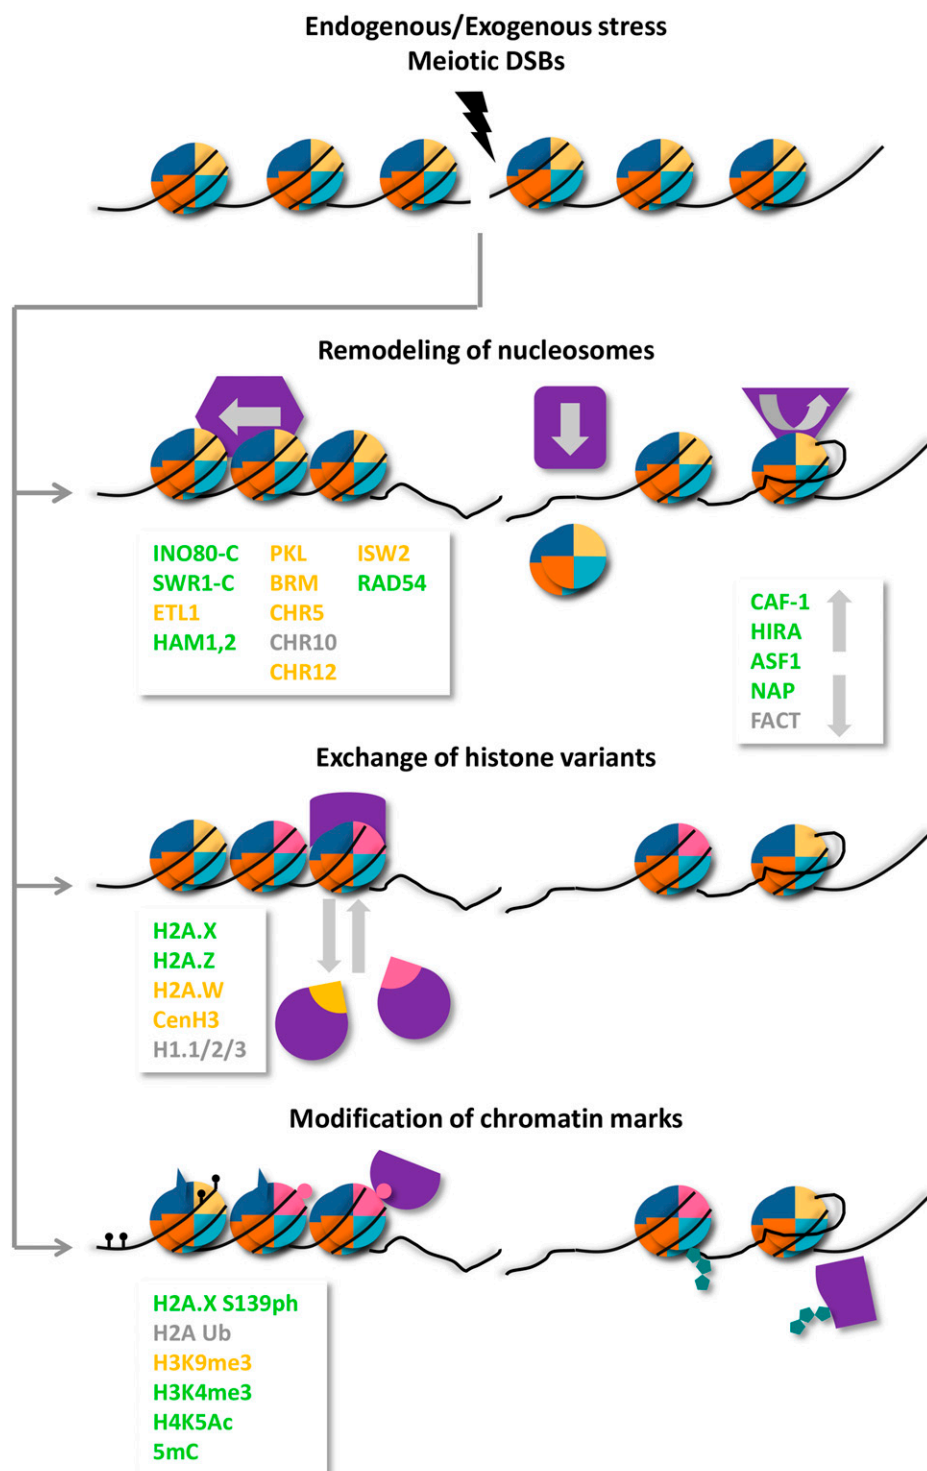 Endogenous/Exogenous stress
Meiotic DSBs
Remodeling of nucleosomes
INO80-C PKL ISW2
SWR1-C BRM RAD54
ETL1 CHR5
HAM1,2 CHR10
CHR12
CAF-1
HIRA
ASF1
NAP
FACT
Exchange of histone variants
H2A.X
H2A.Z
H2A.W
CenH3
H1.1/2/3
Modification of chromatin marks
H2A.X S139ph
H2A Ub
H3K9me3
H3K4me3
H4K5Ac
5mC